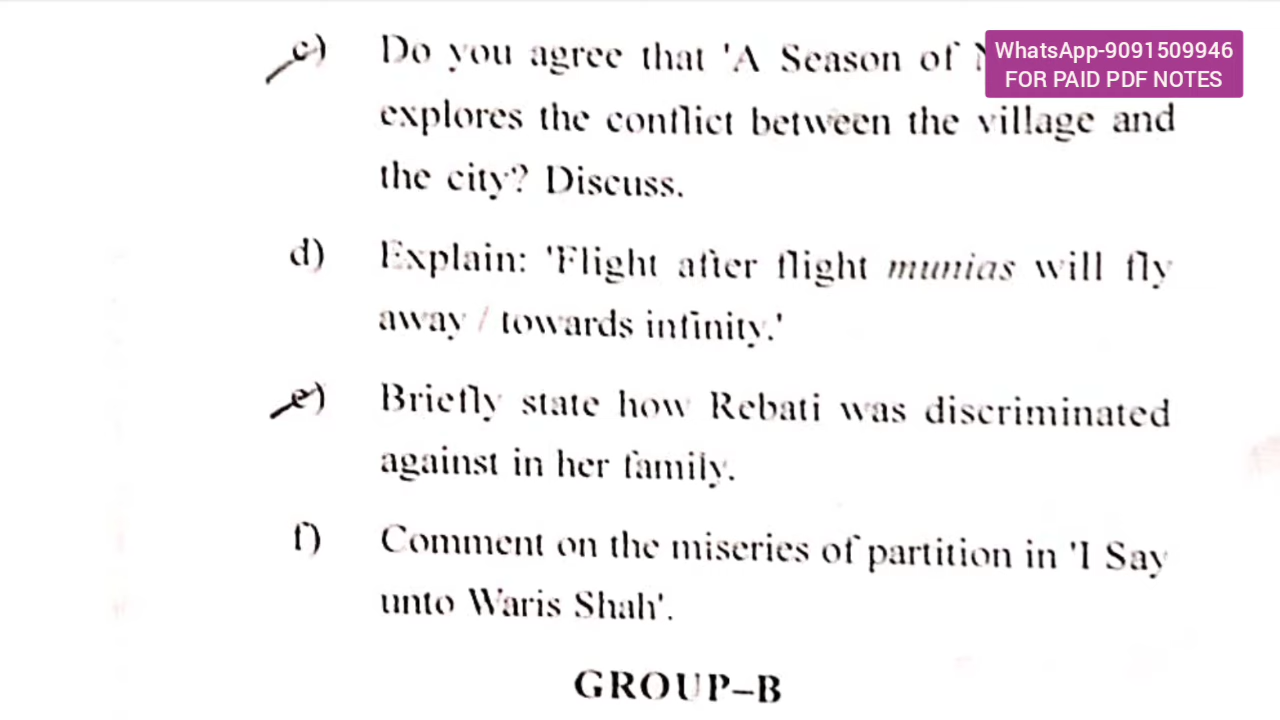 c) Do you agree that 'A Season of
WhatsApp-9091509946
FOR PAID PDF NOTES
explores the conflict between the village and
the city? Discuss.
d) Explain: 'Flight after flight munias will fly
away / towards infinity.'
e) Briefly state how Rebati was discriminated
against in her family.
f) Comment on the miseries of partition in 'I Say
unto Waris Shah'.
GROUP–B